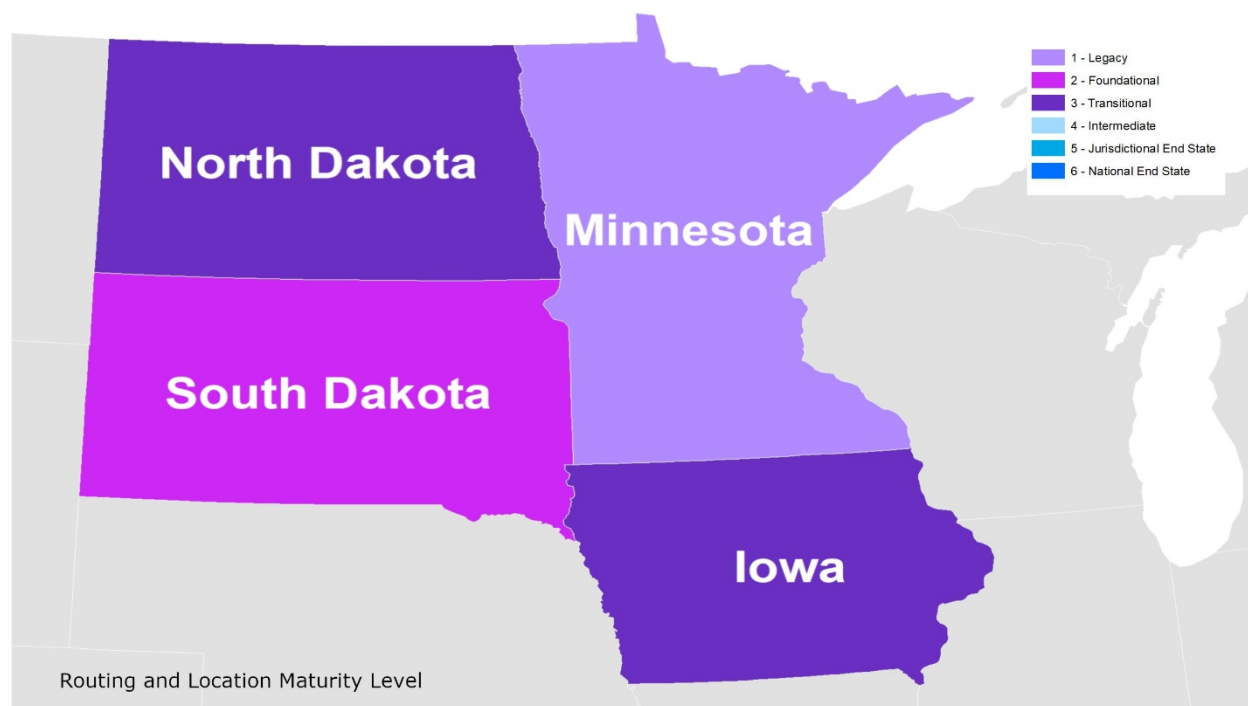 1 - Legacy
2 - Foundational
3 - Transitional
4 - Intermediate
5 - Jurisdictional End State
6 - National End State
North Dakota
Minnesota
South Dakota
Iowa
Routing and Location Maturity Level